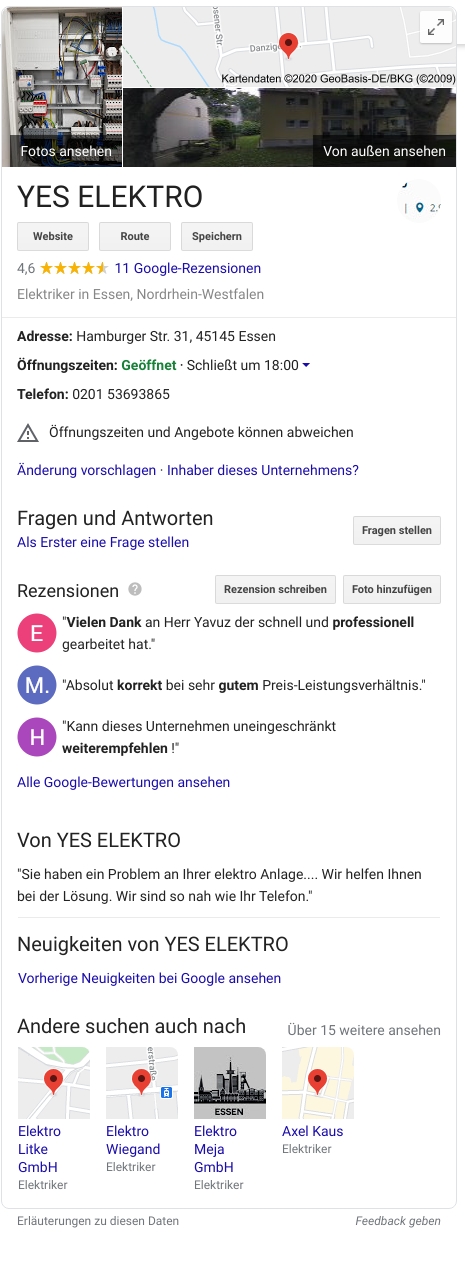 osener Str.
Danzig
Kartendaten ©2020 GeoBasis-DE/BKG (©2009)
Fotos ansehen
Von außen ansehen
YES ELEKTRO
Website
Route
Speichern
4,6 11 Google-Rezensionen
Elektriker in Essen, Nordrhein-Westfalen
Adresse: Hamburger Str. 31, 45145 Essen
Öffnungszeiten: Geöffnet · Schließt um 18:00
Telefon: 0201 53693865
Öffnungszeiten und Angebote können abweichen
Änderung vorschlagen · Inhaber dieses Unternehmens?
Fragen und Antworten
Als Erster eine Frage stellen
Fragen stellen
Rezensionen ?
Rezension schreiben
Foto hinzufügen
E
"Vielen Dank an Herr Yavuz der schnell und professionell
gearbeitet hat."
M.
"Absolut korrekt bei sehr gutem Preis-Leistungsverhältnis."
H
"Kann dieses Unternehmen uneingeschränkt
weiterempfehlen !"
Alle Google-Bewertungen ansehen
Von YES ELEKTRO
"Sie haben ein Problem an Ihrer elektro Anlage.... Wir helfen Ihnen
bei der Lösung. Wir sind so nah wie Ihr Telefon."
Neuigkeiten von YES ELEKTRO
Vorherige Neuigkeiten bei Google ansehen
Andere suchen auch nach
Über 15 weitere ansehen
erstraße
ESSEN
Elektro
Litke
GmbH
Elektriker
Elektro
Wiegand
Elektriker
Elektro
Meja
GmbH
Elektriker
Axel Kaus
Elektriker
Erläuterungen zu diesen Daten
Feedback geben